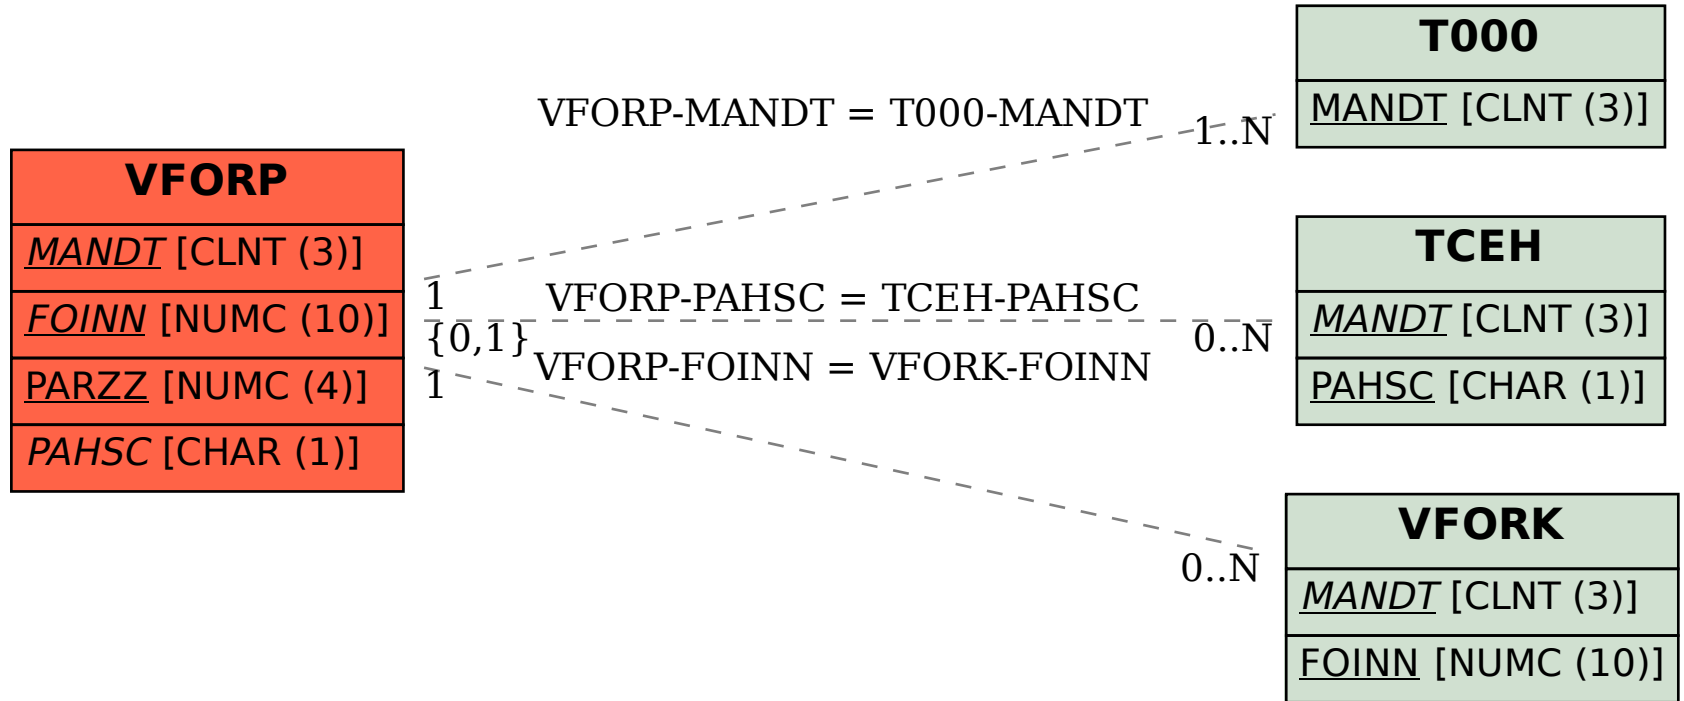 VFORP
MANDT [CLNT (3)]
FOINN [NUMC (10)]
PARZZ [NUMC (4)]
PAHSC [CHAR (1)]
VFORP-MANDT = T000-MANDT
1..N
1
VFORP-PAHSC = TCEH-PAHSC
{0,1}
0..N
VFORP-FOINN = VFORK-FOINN
1
0..N
T000
MANDT [CLNT (3)]
TCEH
MANDT [CLNT (3)]
PAHSC [CHAR (1)]
VFORK
MANDT [CLNT (3)]
FOINN [NUMC (10)]